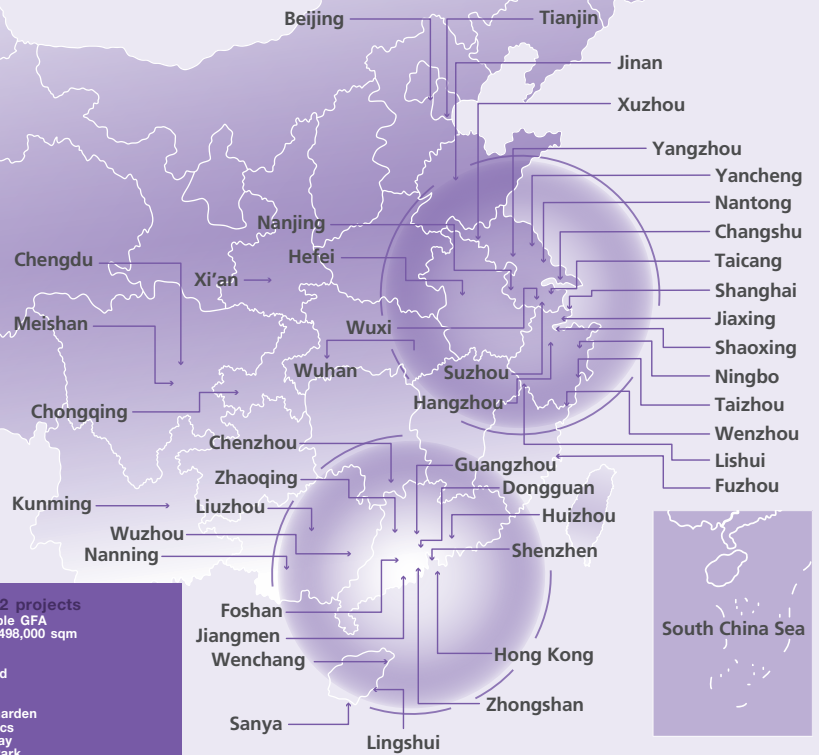 Beijing
Tianjin
Jinan
Xuzhou
Yangzhou
Yancheng
Nantong
Nanjing
Changshu
Hefei
Chengdu
Taicang
Xi’an
Shanghai
Jiaxing
Meishan
Wuxi
Shaoxing
Wuhan
Suzhou
Ningbo
Hangzhou
Taizhou
Chongqing
Wenzhou
Chenzhou
Lishui
Guangzhou
Zhaoqing
Dongguan
Fuzhou
Kunming
Liuzhou
Huizhou
Wuzhou
Nanning
Shenzhen
2 projects
GFA
498,000 sqm
Foshan
South China Sea
Jiangmen
Hong Kong
Wenchang
Zhongshan
Sanya
Lingshui